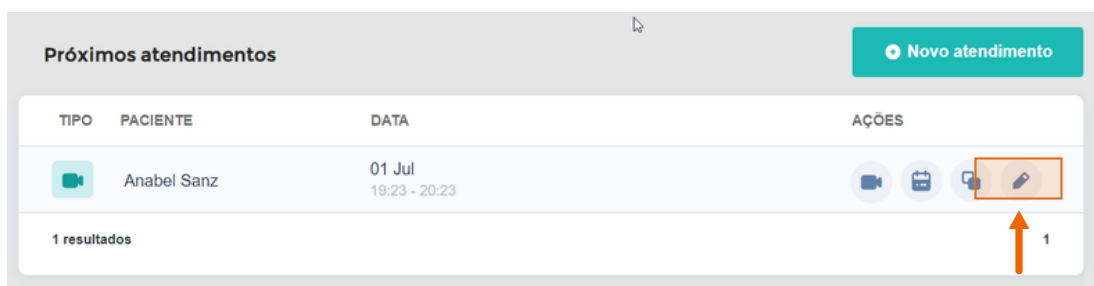 Próximos atendimentos
Novo atendimento
TIPO PACIENTE DATA AÇÕES
Anabel Sanz 01 Jul
19:23 - 20:23
1 resultados 1